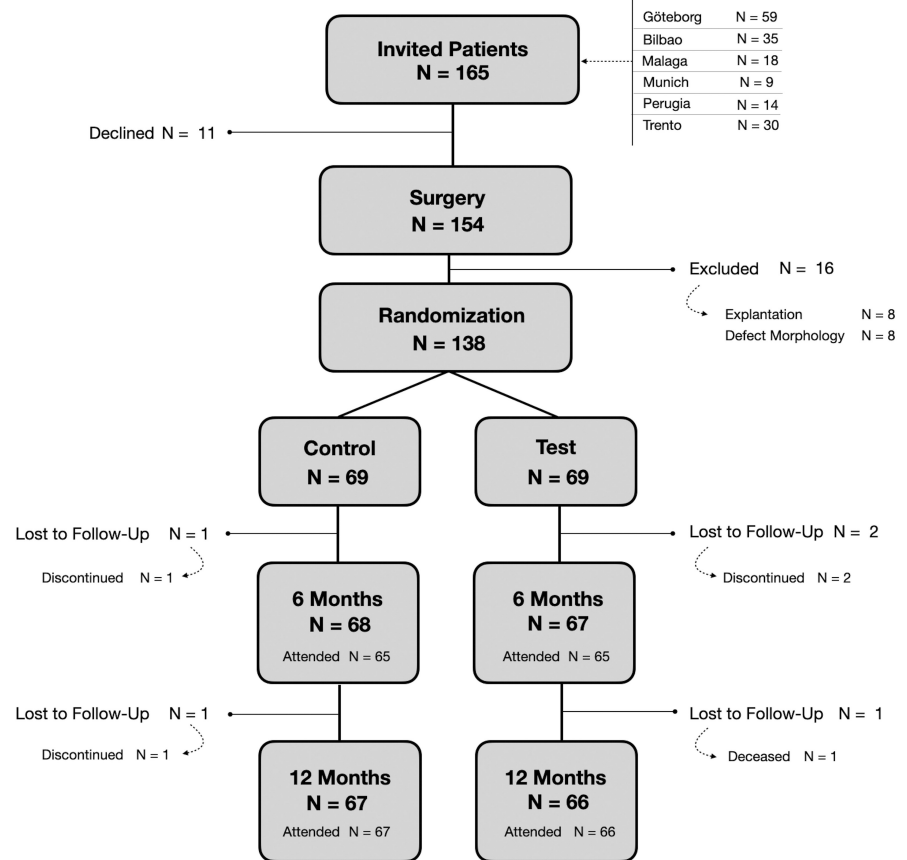 Göteborg N = 59
Bilbao N = 35
Malaga N = 18
Munich N = 9
Perugia N = 14
Trento N = 30
Invited Patients
N = 165
Declined N = 11
Surgery
N = 154
Excluded N = 16
Explantation N = 8
Defect Morphology N = 8
Randomization
N = 138
Control
N = 69
Test
N = 69
Lost to Follow-Up N = 1
Discontinued N = 1
Lost to Follow-Up N = 2
Discontinued N = 2
6 Months
N = 68
Attended N = 65
6 Months
N = 67
Attended N = 65
Lost to Follow-Up N = 1
Discontinued N = 1
Lost to Follow-Up N = 1
Deceased N = 1
12 Months
N = 67
Attended N = 67
12 Months
N = 66
Attended N = 66